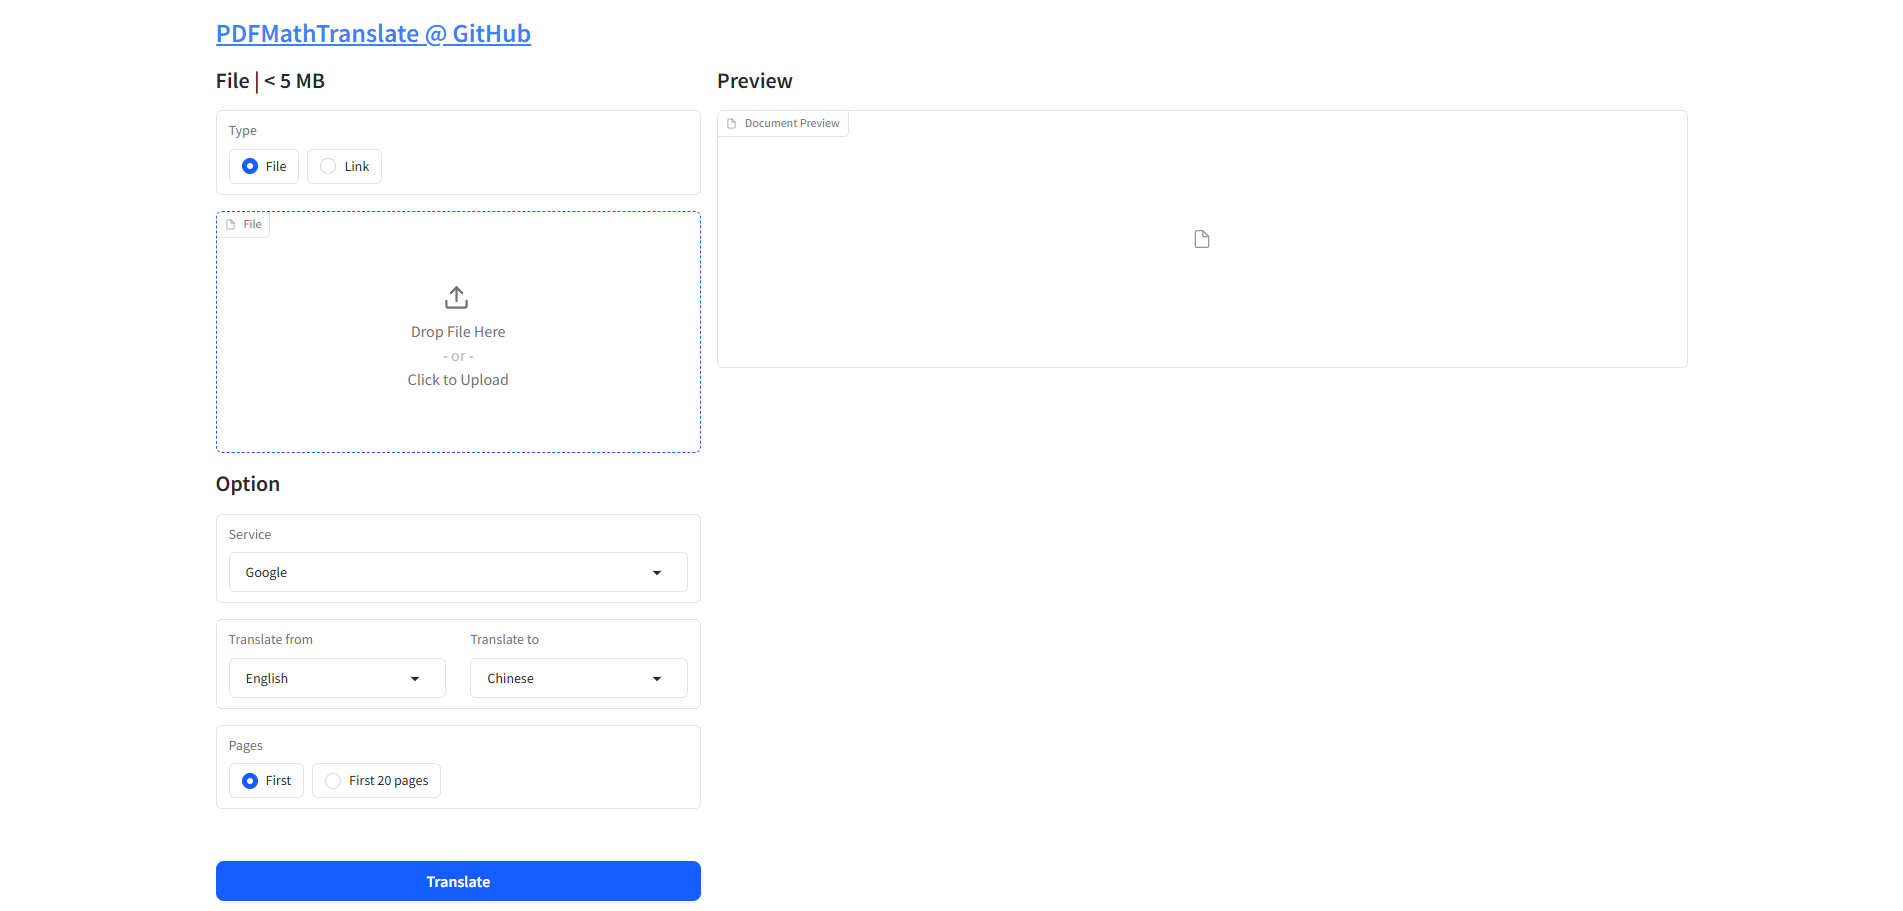 PDFMathTranslate @ GitHub
File | < 5 MB
Type
File
Link
File
Drop File Here
- or -
Click to Upload
Option
Service
Google
Translate from
Translate to
English
Chinese
Pages
First
First 20 pages
Translate
Preview
Document Preview